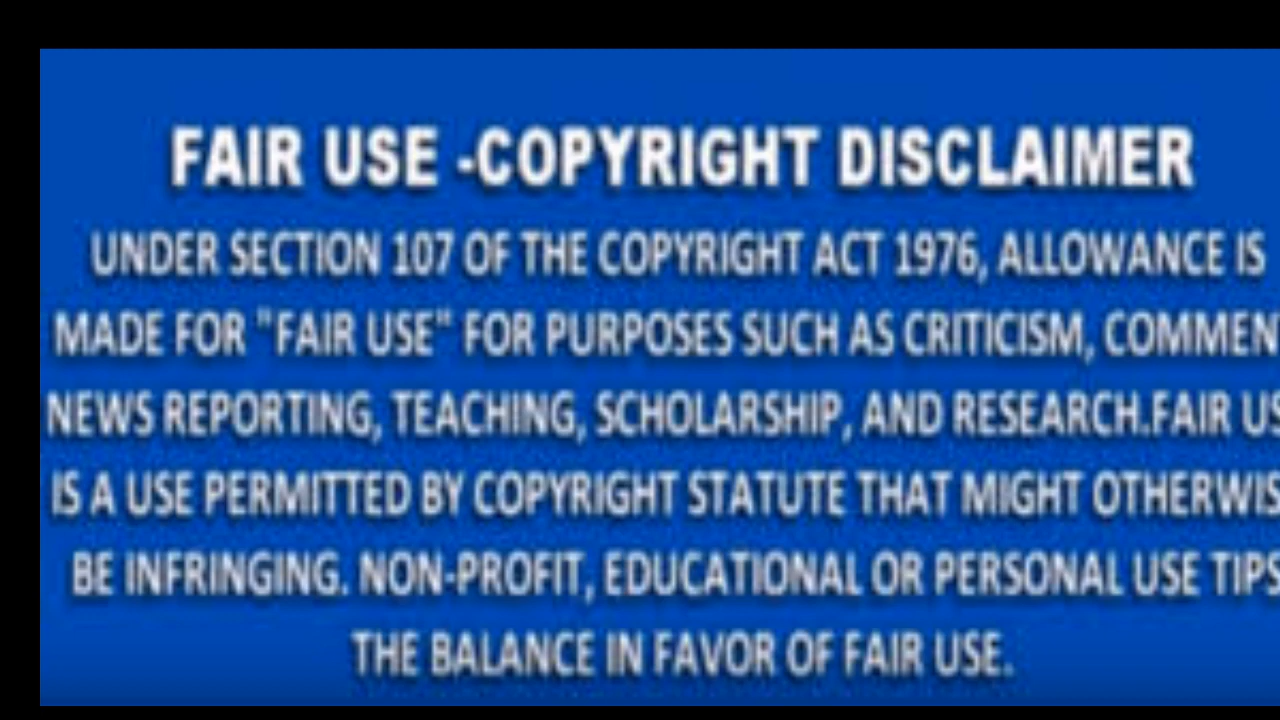 FAIR USE -COPYRIGHT DISCLAIMER
UNDER SECTION 107 OF THE COPYRIGHT ACT 1976, ALLOWANCE IS
MADE FOR "FAIR USE" FOR PURPOSES SUCH AS CRITICISM, COMMEN
NEWS REPORTING, TEACHING, SCHOLARSHIP, AND RESEARCH.FAIR US
IS A USE PERMITTED BY COPYRIGHT STATUTE THAT MIGHT OTHERWIS
BE INFRINGING. NON-PROFIT, EDUCATIONAL OR PERSONAL USE TIPS
THE BALANCE IN FAVOR OF FAIR USE.